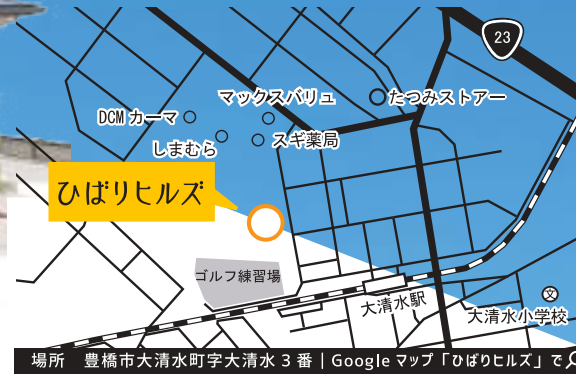 23
マックスバリュ
たつみストアー
DCMカーマ
しまむら
スギ薬局
ひばりヒルズ
ゴルフ練習場
大清水駅
文
大清水小学校
場所 豊橋市大清水町字大清水3番 | Googleマップ「ひばりヒルズ」で